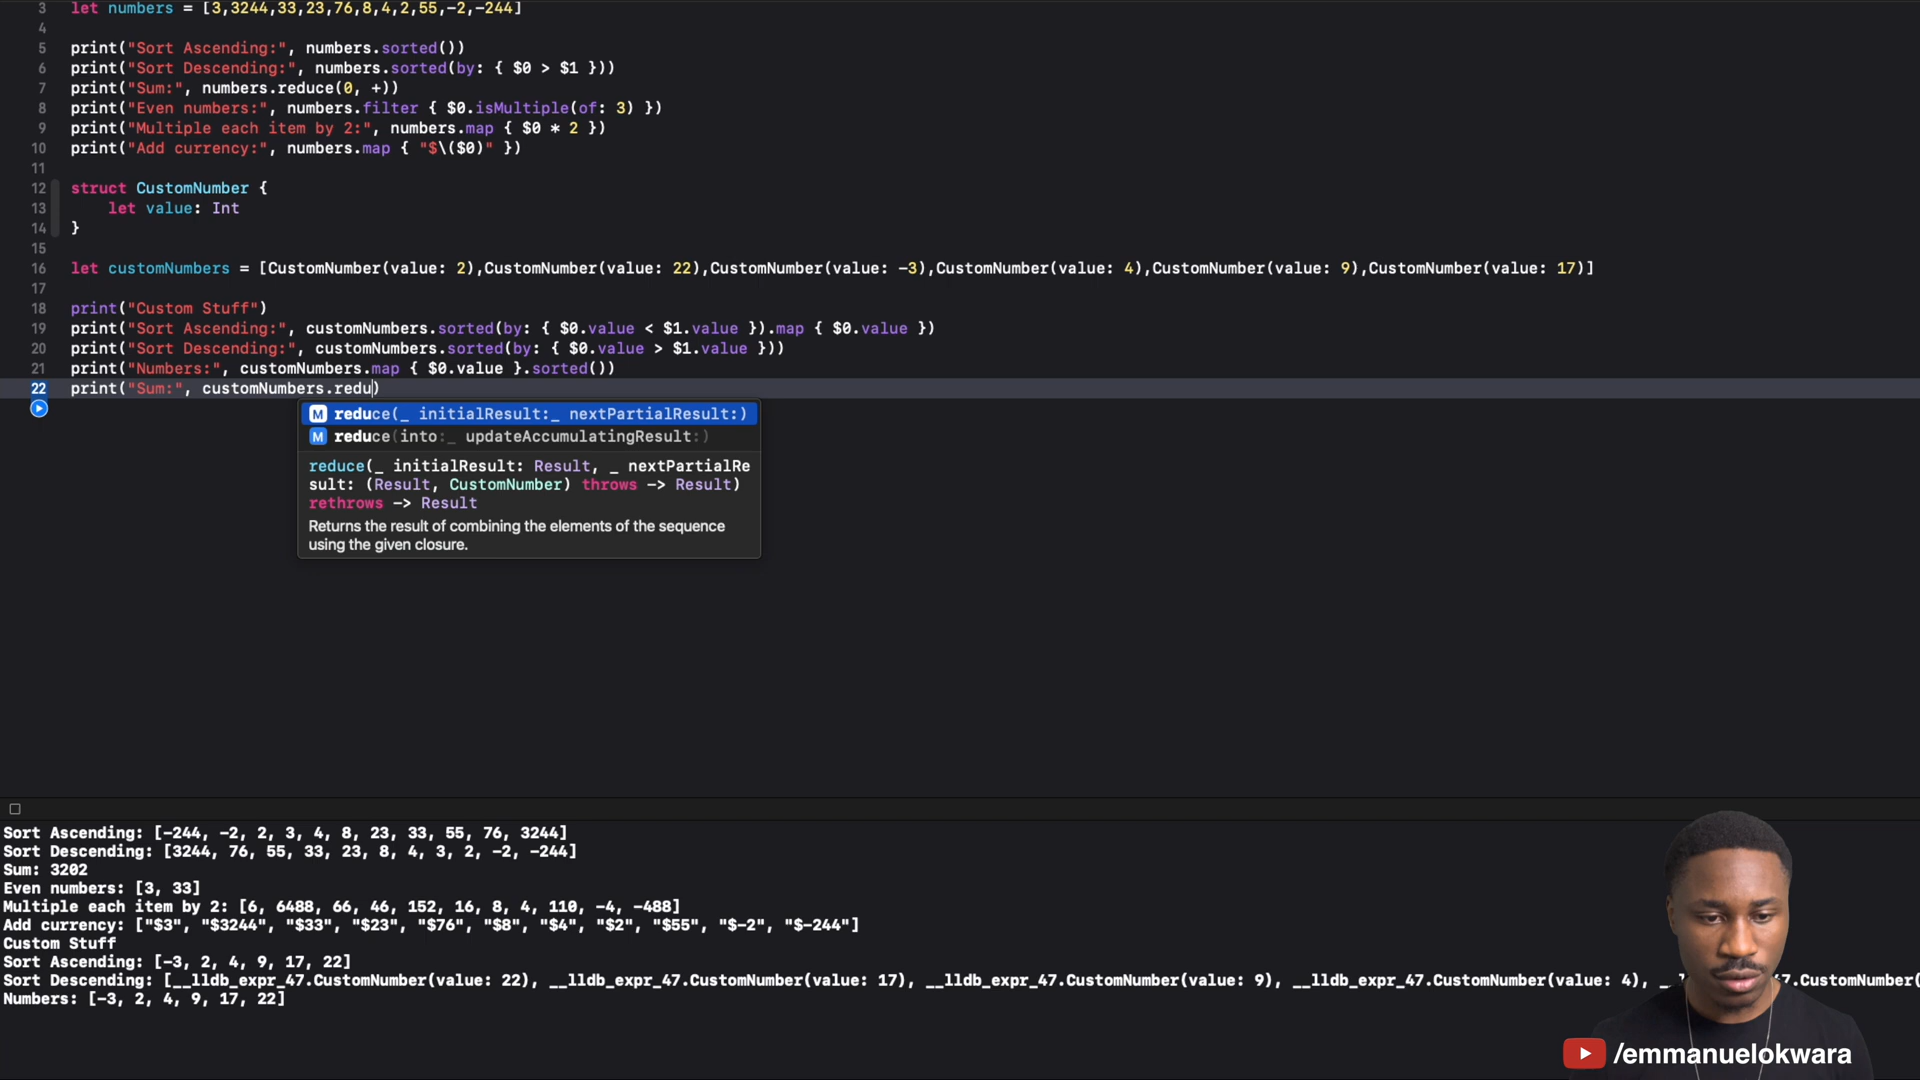 3 let numbers = [3,3244,33,23,76,8,4,2,55,-2,-244]
4
5 print("Sort Ascending:", numbers.sorted())
6 print("Sort Descending:", numbers.sorted(by: { $0 > $1 }))
7 print("Sum:", numbers.reduce(0, +))
8 print("Even numbers:", numbers.filter { $0.isMultiple(of: 3) })
9 print("Multiple each item by 2:", numbers.map { $0 * 2 })
10 print("Add currency:", numbers.map { "$\($0)" })
11
12 struct CustomNumber {
13 let value: Int
14 }
15
16 let customNumbers = [CustomNumber(value: 2),CustomNumber(value: 22),CustomNumber(value: -3),CustomNumber(value: 4),CustomNumber(value: 9),CustomNumber(value: 17)]
17
18 print("Custom Stuff")
19 print("Sort Ascending:", customNumbers.sorted(by: { $0.value < $1.value }).map { $0.value })
20 print("Sort Descending:", customNumbers.sorted(by: { $0.value > $1.value }))
21 print("Numbers:", customNumbers.map { $0.value }.sorted())
22 print("Sum:", customNumbers.redu)
M reduce(_ initialResult:_ nextPartialResult:)
M reduce(into:_ updateAccumulatingResult:)
reduce(_ initialResult: Result, _ nextPartialRe
sult: (Result, CustomNumber) throws -> Result)
rethrows -> Result
Returns the result of combining the elements of the sequence
using the given closure.
Sort Ascending: [-244, -2, 2, 3, 4, 8, 23, 33, 55, 76, 3244]
Sort Descending: [3244, 76, 55, 33, 23, 8, 4, 3, 2, -2, -244]
Sum: 3202
Even numbers: [3, 33]
Multiple each item by 2: [6, 6488, 66, 46, 152, 16, 8, 4, 110, -4, -488]
Add currency: ["$3", "$3244", "$33", "$23", "$76", "$8", "$4", "$2", "$55", "$-2", "$-244"]
Custom Stuff
Sort Ascending: [-3, 2, 4, 9, 17, 22]
Sort Descending: [__lldb_expr_47.CustomNumber(value: 22), __lldb_expr_47.CustomNumber(value: 17), __lldb_expr_47.CustomNumber(value: 9), __lldb_expr_47.CustomNumber(value: 4), 7.CustomNumber(
Numbers: [-3, 2, 4, 9, 17, 22]
/emmanuelokwara